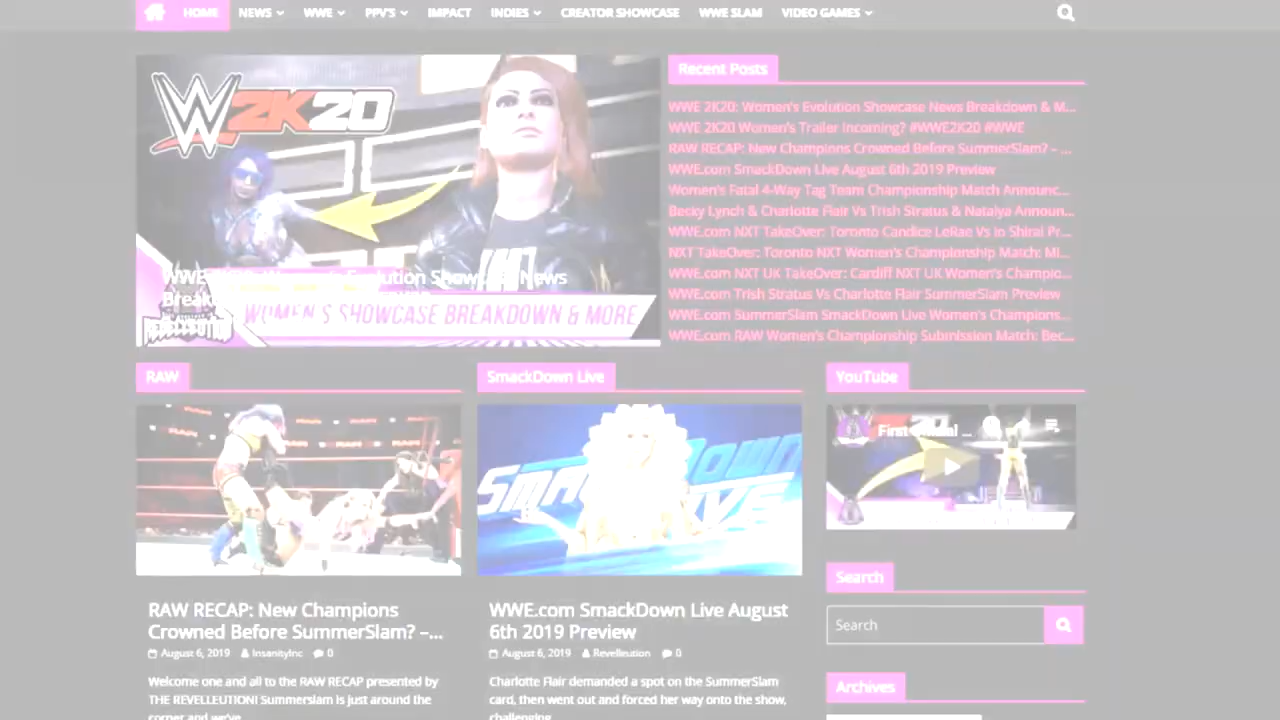 HOME NEWS WWE PPV'S IMPACT INDIES CREATOR SHOWCASE WWE SLAM VIDEO GAMES
W 2K20
WOMEN'S SHOWCASE BREAKDOWN & MORE
Recent Posts
WWE 2K20: Women's Evolution Showcase News Breakdown & M...
WWE 2K20 Women's Trailer Incoming? #WWE2K20 #WWE
RAW RECAP: New Champions Crowned Before SummerSlam? – ...
WWE.com SmackDown Live August 6th 2019 Preview
Women's Fatal 4-Way Tag Team Championship Match Announc...
Becky Lynch & Charlotte Flair Vs Trish Stratus & Natalya Announ...
WWE.com NXT TakeOver: Toronto Candice LeRae Vs Io Shirai Pr...
NXT TakeOver: Toronto NXT Women's Championship Match: Mi...
WWE.com NXT UK TakeOver: Cardiff NXT UK Women's Champio...
WWE.com Trish Stratus Vs Charlotte Flair SummerSlam Preview
WWE.com SummerSlam SmackDown Live Women's Champions...
WWE.com RAW Women's Championship Submission Match: Bec...
RAW
RAW RECAP: New Champions
Crowned Before SummerSlam? –...
August 6, 2019 InsanityInc 0
Welcome one and all to the RAW RECAP presented by
THE REVELLEUTION! Summerslam is just around the
corner and we've
SmackDown Live
WWE.com SmackDown Live August
6th 2019 Preview
August 6, 2019 Revelleution 0
Charlotte Flair demanded a spot on the SummerSlam
card, then went out and forced her way onto the show,
challenging
YouTube
Search
Search
Archives